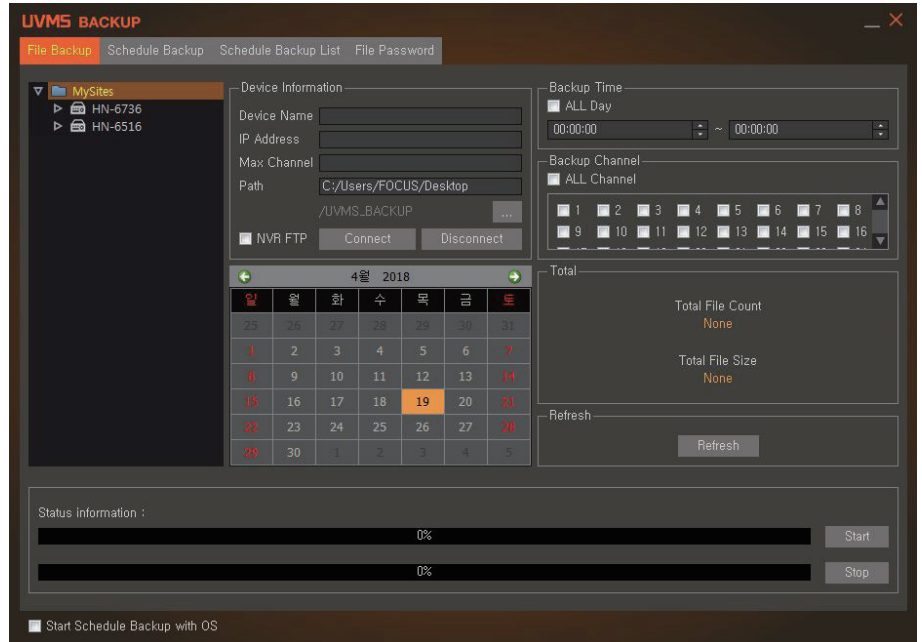 UVMS BACKUP
File Backup Schedule Backup Schedule Backup List File Password
MySites
HN-6736
HN-6516
Device Information
Device Name
IP Address
Max Channel
Path C:/Users/FOCUS/Desktop
/UVMS_BACKUP ...
NVR FTP Connect Disconnect
4월 2018
일 월 화 수 목 금 토
25 26 27 28 29 30 31
1 2 3 4 5 6 7
8 9 10 11 12 13 14
15 16 17 18 19 20 21
22 23 24 25 26 27 28
29 30 1 2 3 4 5
Backup Time
ALL Day
00:00:00 ~ 00:00:00
Backup Channel
ALL Channel
1 2 3 4 5 6 7 8
9 10 11 12 13 14 15 16
Total
Total File Count
None
Total File Size
None
Refresh
Refresh
Status information :
0% Start
0% Stop
Start Schedule Backup with OS